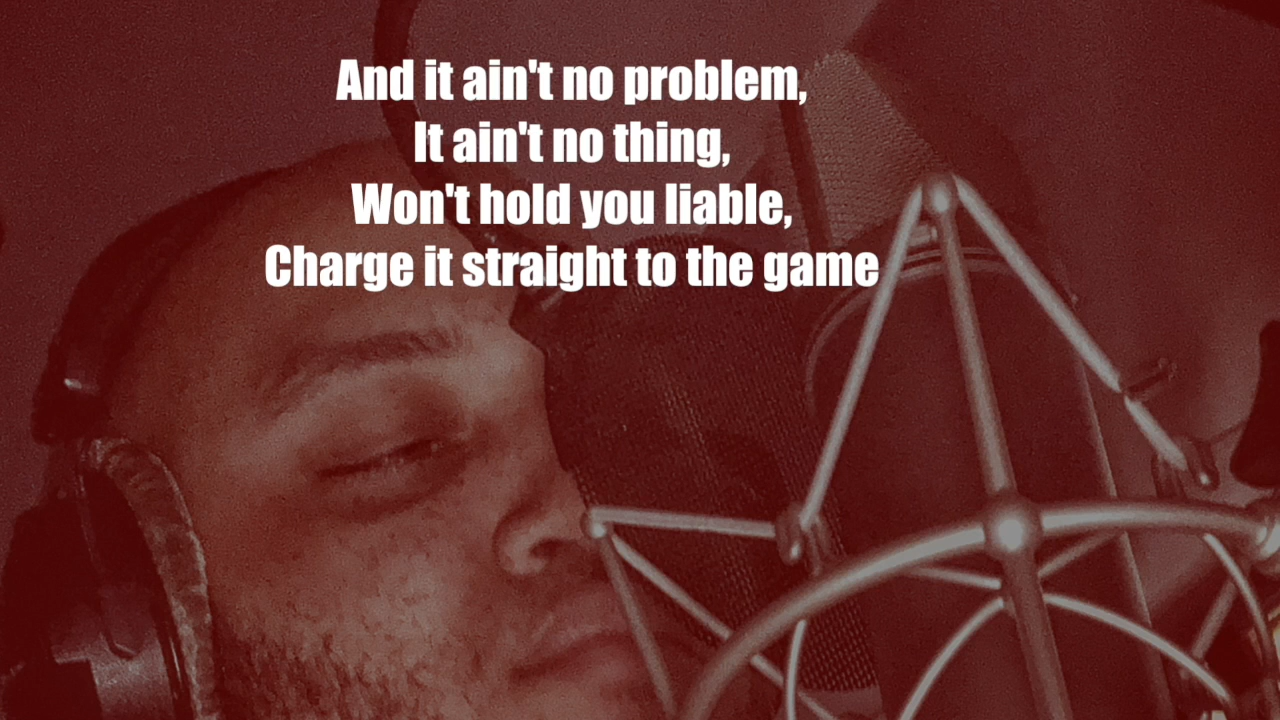 And it ain't no problem,
It ain't no thing,
Won't hold you liable,
Charge it straight to the game